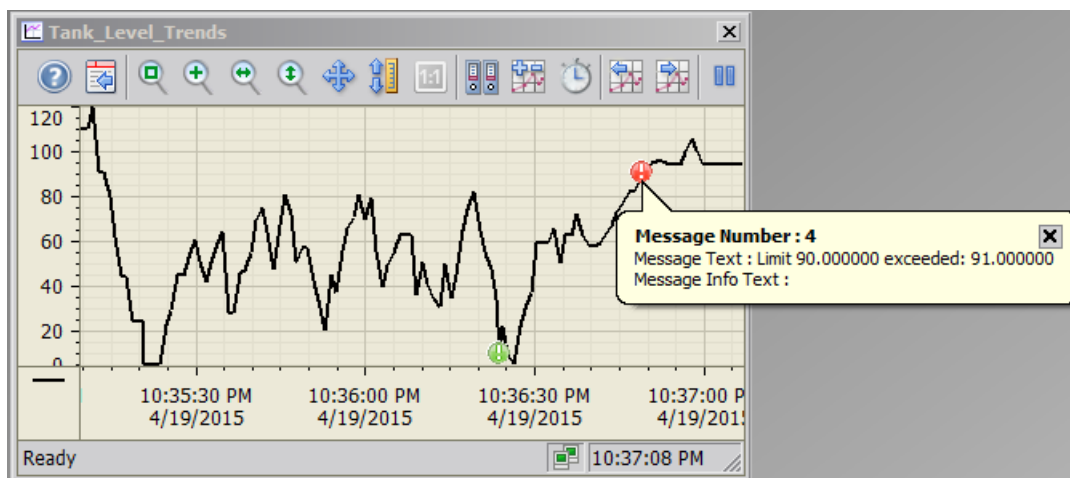 Tank_Level_Trends
1:1
120
100
80
60
40
20
0
Message Number : 4
Message Text : Limit 90.000000 exceeded: 91.000000
Message Info Text :
10:35:30 PM 10:36:00 PM 10:36:30 PM 10:37:00 P
4/19/2015 4/19/2015 4/19/2015 4/19/201
Ready 10:37:08 PM